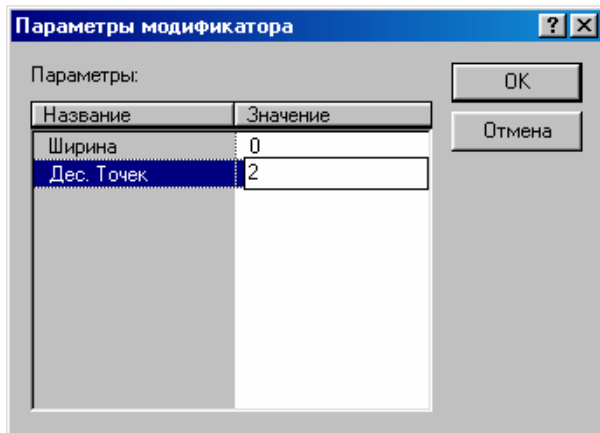 Параметры модификатора
Параметры:
OK
Название Значение
Отмена
Ширина 0
Дес. Точек 2